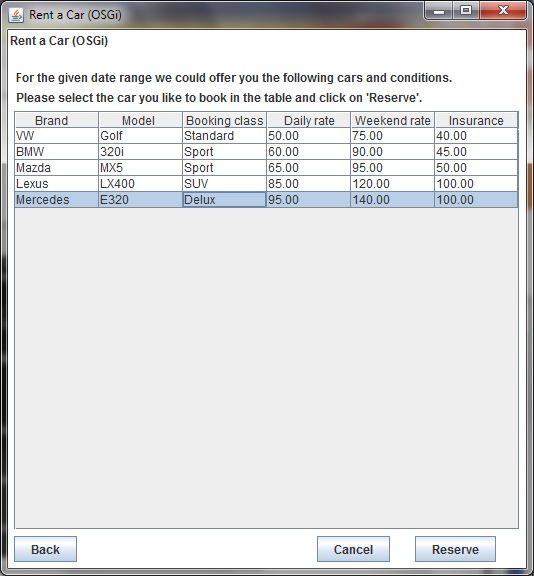 Rent a Car (OSGi)
Rent a Car (OSGi)
For the given date range we could offer you the following cars and conditions.
Please select the car you like to book in the table and click on 'Reserve'.
Brand Model Booking class Daily rate Weekend rate Insurance
VW Golf Standard 50.00 75.00 40.00
BMW 320i Sport 60.00 90.00 45.00
Mazda MX5 Sport 65.00 95.00 50.00
Lexus LX400 SUV 85.00 120.00 100.00
Mercedes E320 Delux 95.00 140.00 100.00
Back Cancel Reserve